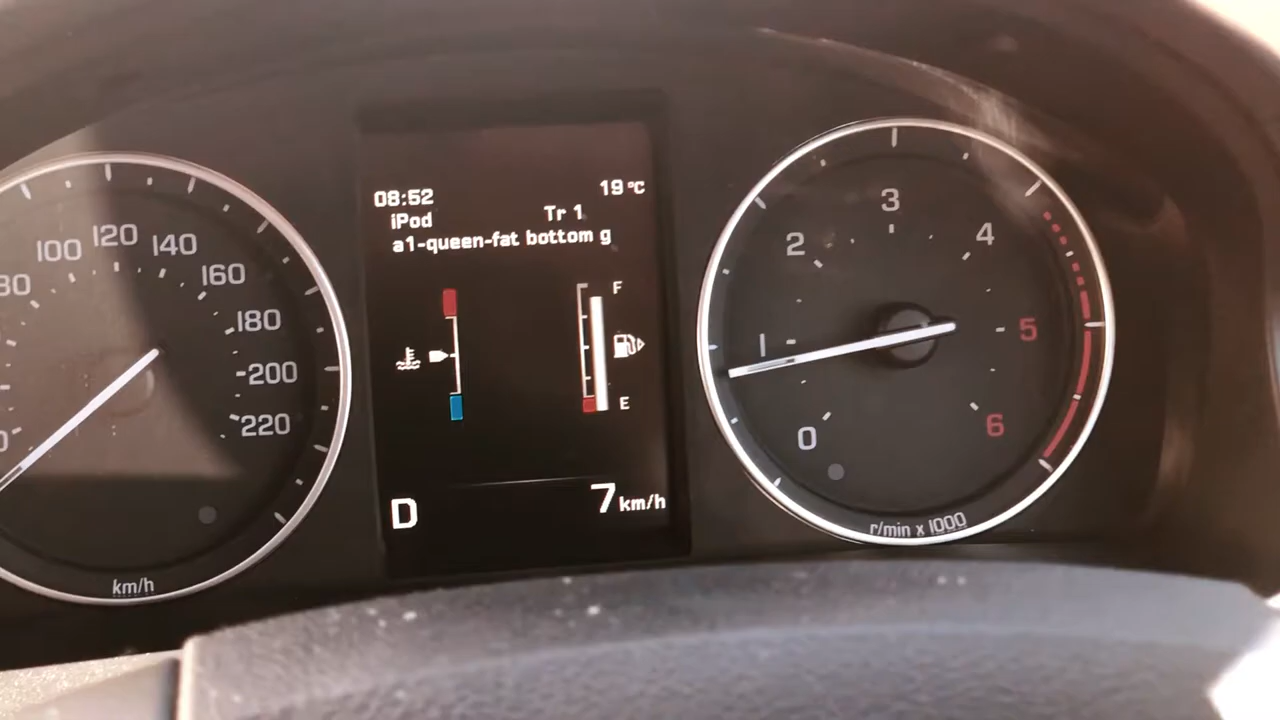 08:52 19°C
iPod Tr 1
a1-queen-fat bottom g
F
E
D 7 km/h
80 100 120 140 160 180 200 220
km/h
0 1 2 3 4 5 6
r/min x 1000